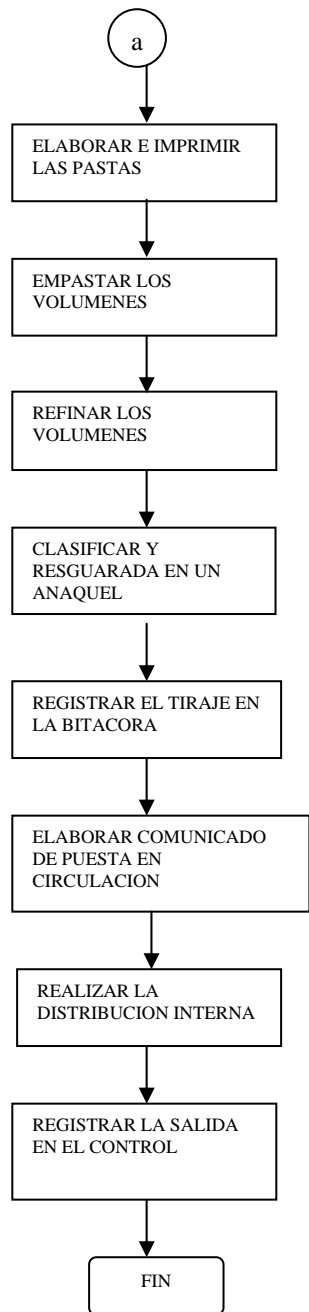 a
ELABORAR E IMPRIMIR
LAS PASTAS
EMPASTAR LOS
VOLUMENES
REFINAR LOS
VOLUMENES
CLASIFICAR Y
RESGUARADA EN UN
ANAQUEL
REGISTRAR EL TIRAJE EN
LA BITACORA
ELABORAR COMUNICADO
DE PUESTA EN
CIRCULACION
REALIZAR LA
DISTRIBUCION INTERNA
REGISTRAR LA SALIDA
EN EL CONTROL
FIN